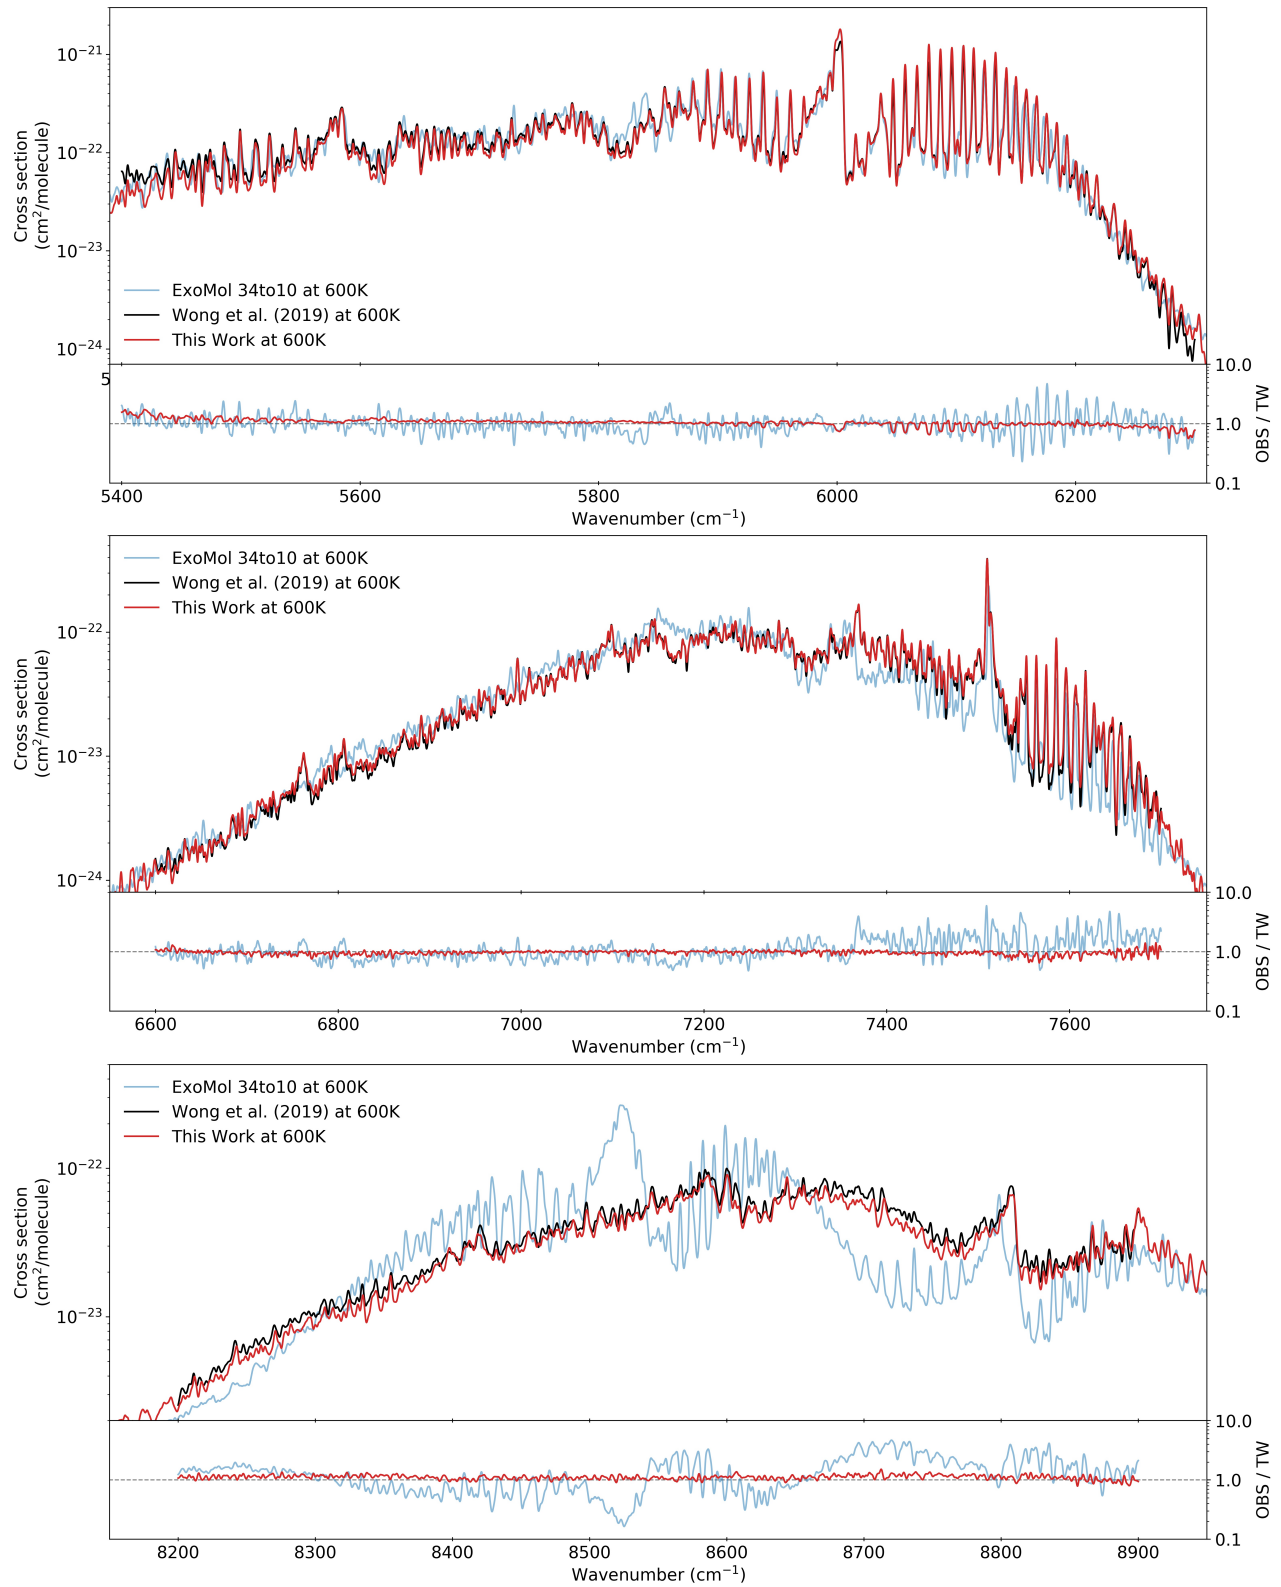 10⁻²¹
10⁻²²
10⁻²³
10⁻²⁴
Cross section
(cm²/molecule)
ExoMol 34to10 at 600K
Wong et al. (2019) at 600K
This Work at 600K
5
10.0
1.0
0.1
OBS / TW
5400 5600 5800 6000 6200
Wavenumber (cm⁻¹)
ExoMol 34to10 at 600K
Wong et al. (2019) at 600K
This Work at 600K
10⁻²²
10⁻²³
10⁻²⁴
Cross section
(cm²/molecule)
10.0
1.0
0.1
OBS / TW
6600 6800 7000 7200 7400 7600
Wavenumber (cm⁻¹)
ExoMol 34to10 at 600K
Wong et al. (2019) at 600K
This Work at 600K
10⁻²²
10⁻²³
Cross section
(cm²/molecule)
10.0
1.0
0.1
OBS / TW
8200 8300 8400 8500 8600 8700 8800 8900
Wavenumber (cm⁻¹)